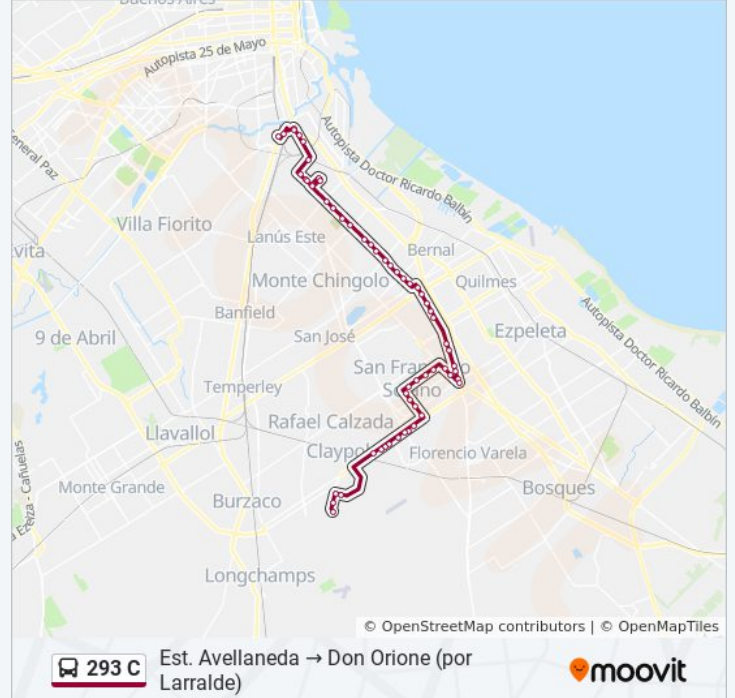 Buenos Aires
Autopista 25 de Mayo
General Paz
Autopista Doctor Ricardo Balbín
Villa Fiorito
Lanús Este
vita
Bernal
Monte Chingolo
Quilmes
Banfield
Autopista Doctor Ricardo Balbín
9 de Abril
San José
Ezpeleta
San Francisco
Solano
Temperley
Rafael Calzada
Llavallol
Claypole
Florencio Varela
Ezeiza - Cañuelas
Monte Grande
Bosques
Burzaco
Longchamps
© OpenStreetMap contributors | © OpenMapTiles
293 C
Est. Avellaneda → Don Orione (por
Larralde)
moovit